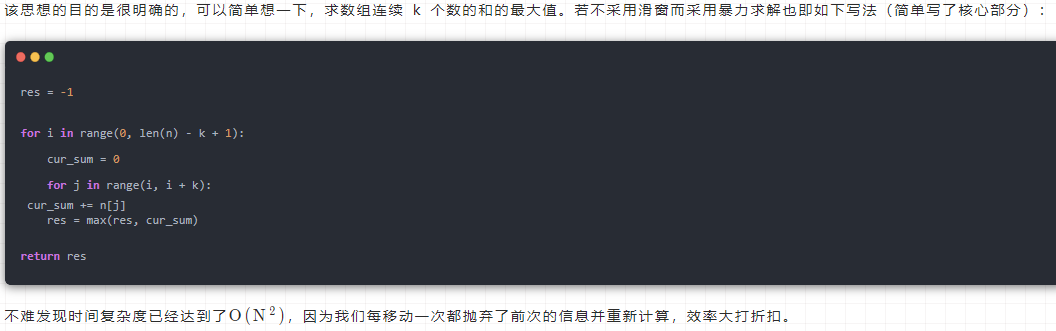 该思想的目的是很明确的，可以简单想一下，求数组连续 k 个数的和的最大值。若不采用滑窗而采用暴力求解也即如下写法（简单写了核心部分）：
res = -1
for i in range(0, len(n) - k + 1):
    cur_sum = 0
    for j in range(i, i + k):
 cur_sum += n[j]
    res = max(res, cur_sum)
return res
不难发现时间复杂度已经达到了O(N²)，因为我们每移动一次都抛弃了前次的信息并重新计算，效率大打折扣。